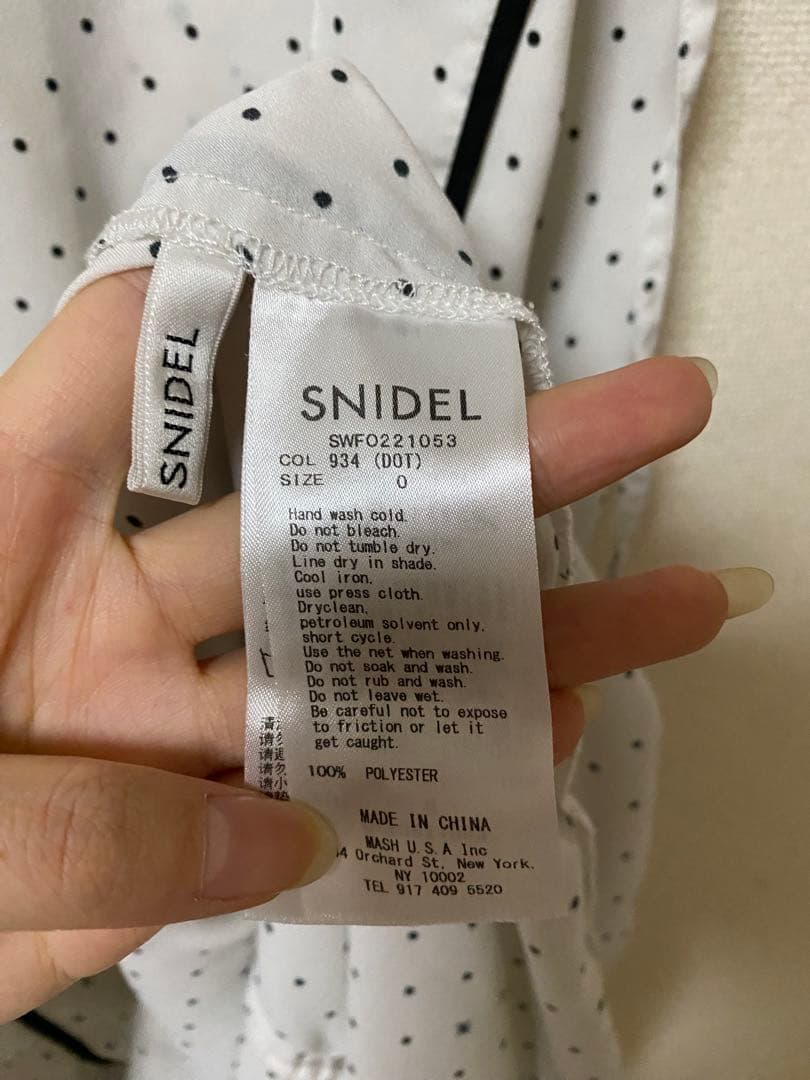 SNIDEL
SNIDEL
SWFO221053
COL 934 (DOT)
SIZE 0
Hand wash cold.
Do not bleach.
Do not tumble dry.
Line dry in shade.
Cool iron.
use press cloth.
Dryclean,
petroleum solvent only,
short cycle.
Use the net when washing.
Do not soak and wash.
Do not rub and wash.
Do not leave wet.
Be careful not to expose
to friction or let it
get caught.
100% POLYESTER
MADE IN CHINA
MASH U.S.A Inc
Orchard St, New York.
NY 10002
TEL 917 409 5520
请
请
请
请